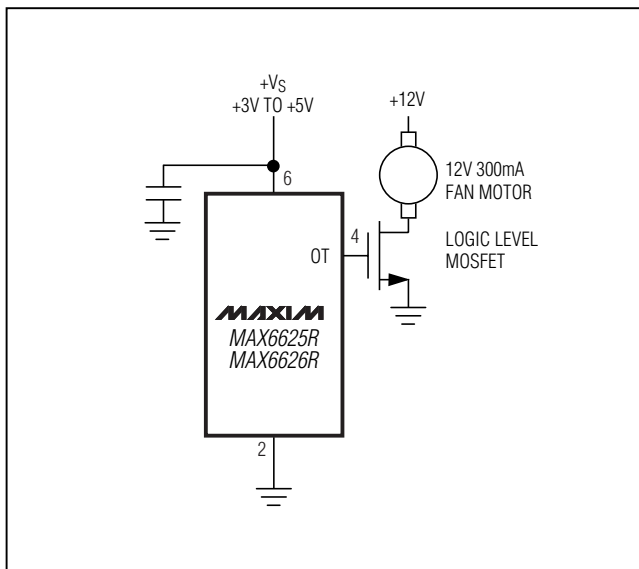 +VS
+3V TO +5V
6
+12V
12V 300mA
FAN MOTOR
4
OT
LOGIC LEVEL
MOSFET
MAXIM
MAX6625R
MAX6626R
2